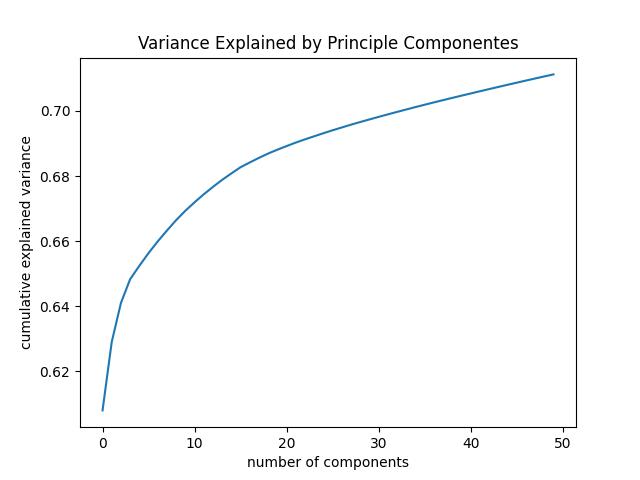 Variance Explained by Principle Componentes
cumulative explained variance
0.70
0.68
0.66
0.64
0.62
0 10 20 30 40 50
number of components